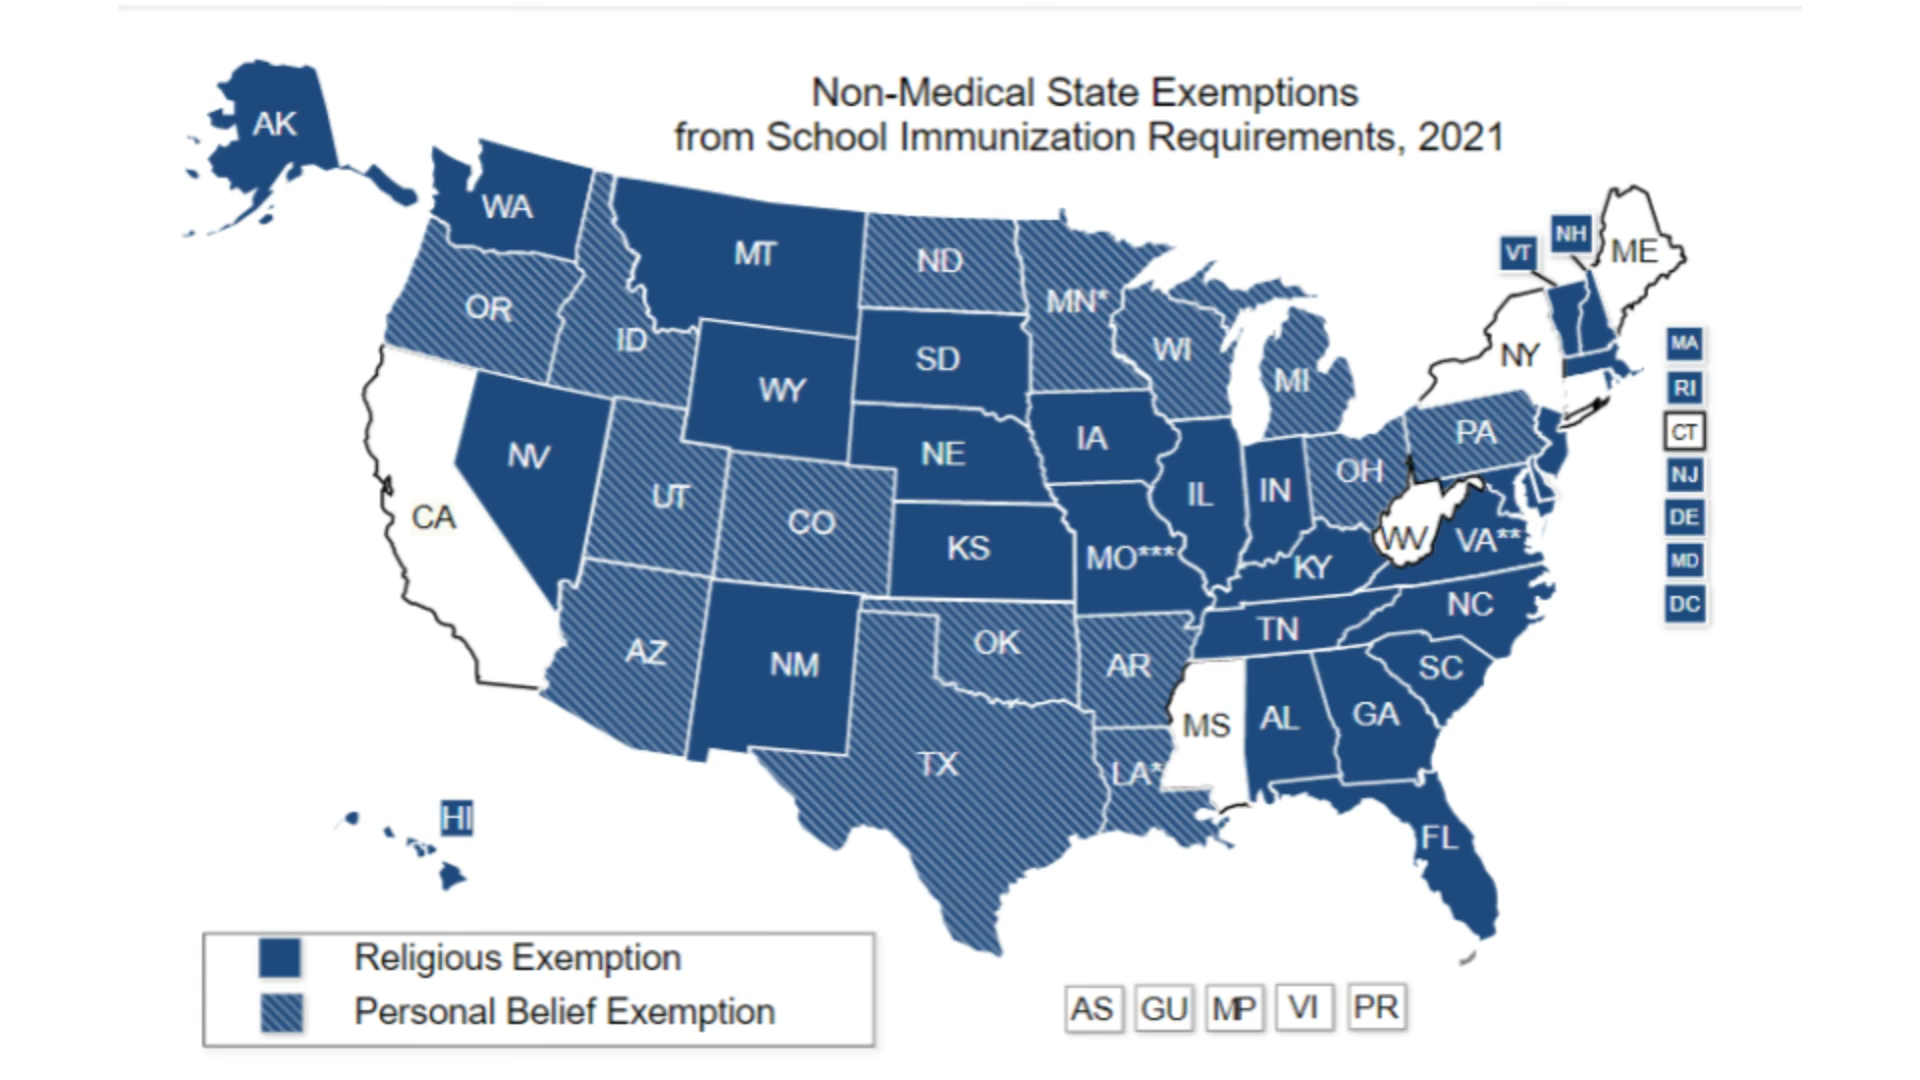 Non-Medical State Exemptions
from School Immunization Requirements, 2021
AK
WA
MT
ND
MN*
VT
NH
ME
OR
ID
SD
WI
MI
NY
MA
WY
RI
NV
NE
IA
PA
CT
UT
CO
IL
IN
OH
NJ
CA
KS
MO***
KY
WV
VA**
DE
MD
AZ
NM
OK
AR
TN
NC
DC
SC
TX
LA*
MS
AL
GA
HI
FL
Religious Exemption
Personal Belief Exemption
AS GU MP VI PR